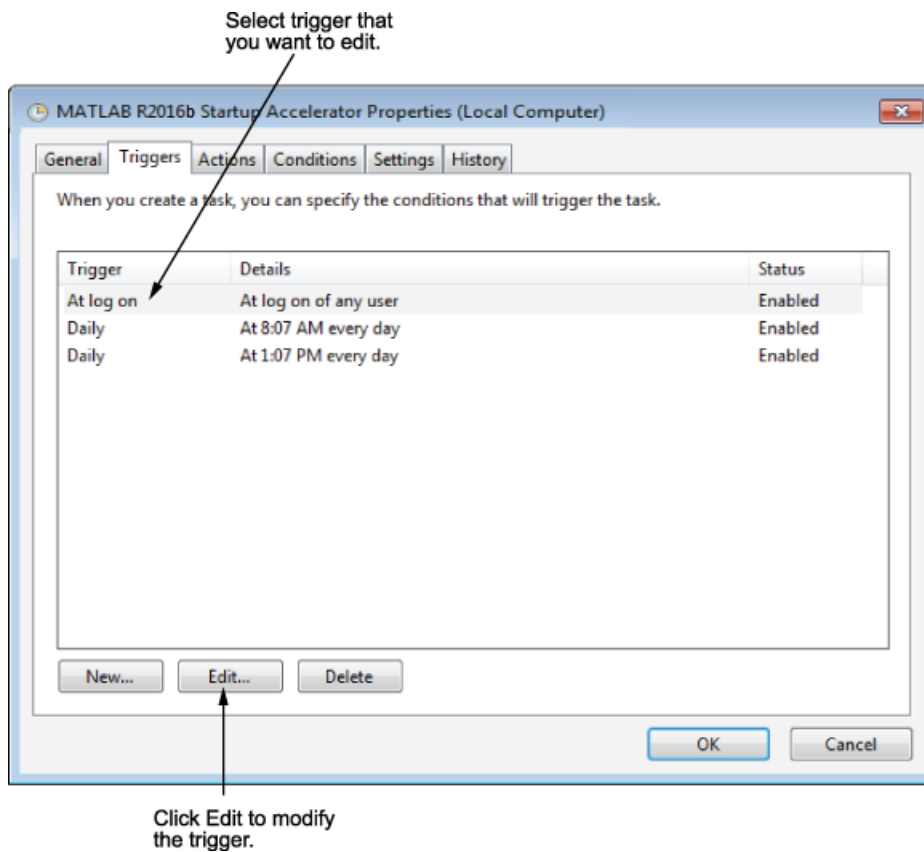 Select trigger that
you want to edit.
MATLAB R2016b Startup Accelerator Properties (Local Computer)
General Triggers Actions Conditions Settings History
When you create a task, you can specify the conditions that will trigger the task.
Trigger Details Status
At log on At log on of any user Enabled
Daily At 8:07 AM every day Enabled
Daily At 1:07 PM every day Enabled
New... Edit... Delete
OK Cancel
Click Edit to modify
the trigger.